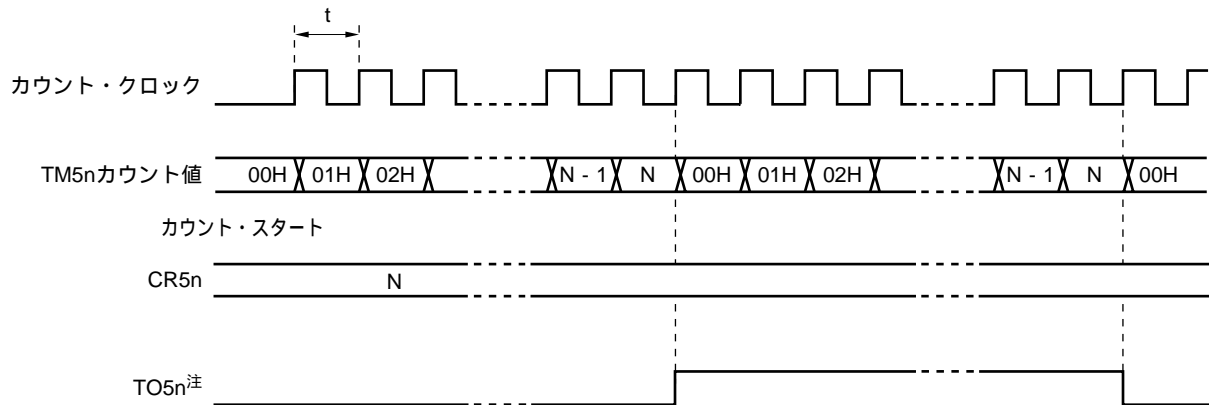 t
カウント・クロック
TM5nカウント値 00H 01H 02H N - 1 N 00H 01H 02H N - 1 N 00H
カウント・スタート
CR5n N
TO5n注